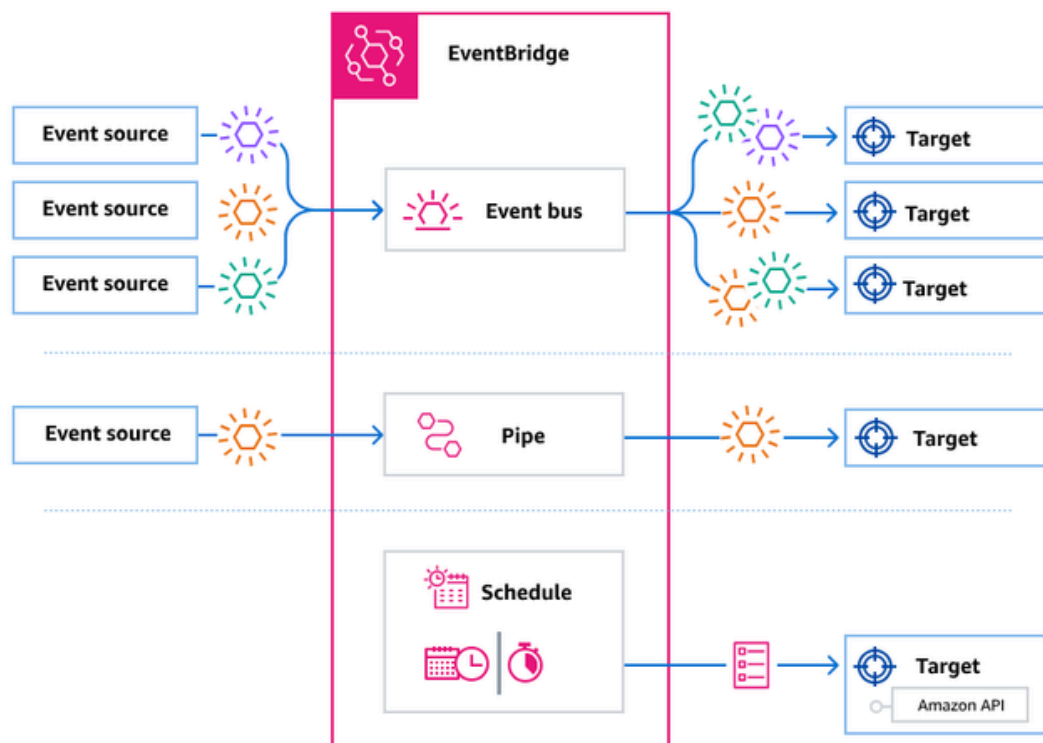 EventBridge
Event source
Target
Event source
Event bus
Target
Event source
Target
Event source
Pipe
Target
Schedule
Target
Amazon API